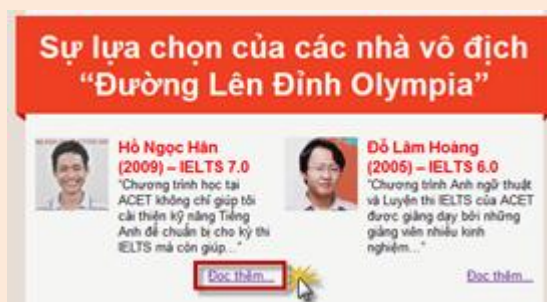 Sự lựa chọn của các nhà vô địch
“Đường Lên Đỉnh Olympia”
Hồ Ngọc Hân
(2009) – IELTS 7.0
"Chương trình học tại
ACET không chỉ giúp tôi
cải thiện kỹ năng Tiếng
Anh để chuẩn bị cho kỳ thi
IELTS mà còn giúp..."
Đọc thêm...
Đỗ Lâm Hoàng
(2005) – IELTS 6.0
"Chương trình Anh ngữ thuật
và Luyện thi IELTS của ACET
được giảng dạy bởi những
giảng viên nhiều kinh
nghiệm..."
Đọc thêm...